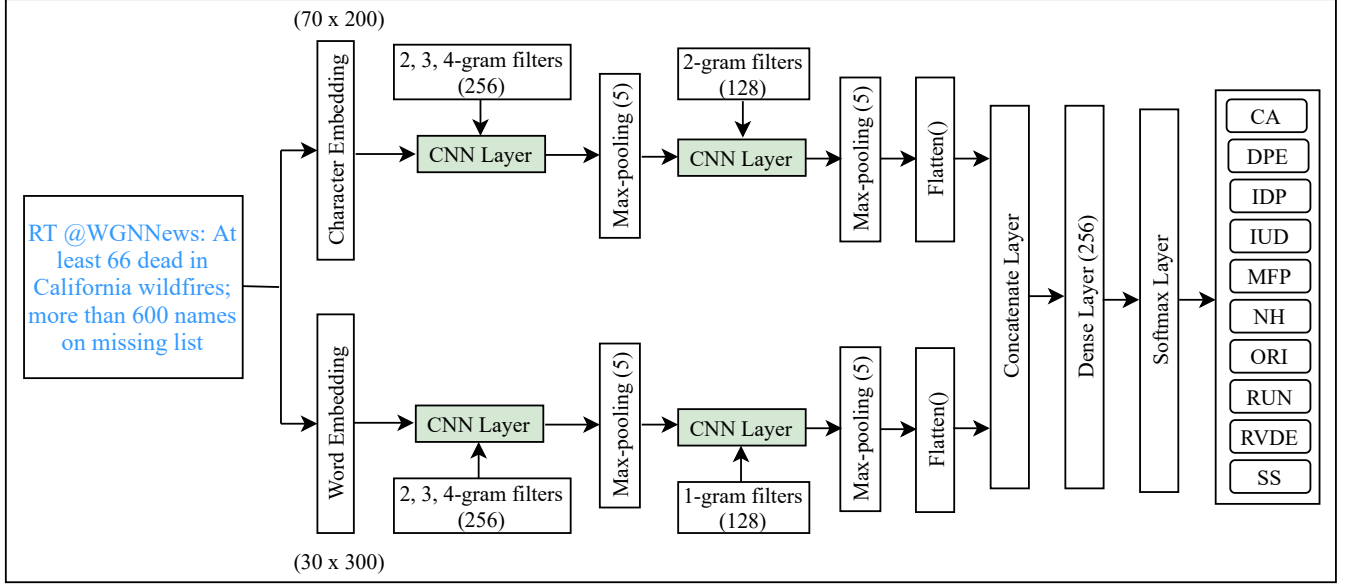 (70 x 200)
Character Embedding
2, 3, 4-gram filters
(256)
CNN Layer
Max-pooling (5)
2-gram filters
(128)
CNN Layer
Max-pooling (5)
Flatten()
RT @WGNNews: At
least 66 dead in
California wildfires;
more than 600 names
on missing list
Word Embedding
(30 x 300)
CNN Layer
2, 3, 4-gram filters
(256)
Max-pooling (5)
CNN Layer
1-gram filters
(128)
Max-pooling (5)
Flatten()
Concatenate Layer
Dense Layer (256)
Softmax Layer
CA
DPE
IDP
IUD
MFP
NH
ORI
RUN
RVDE
SS